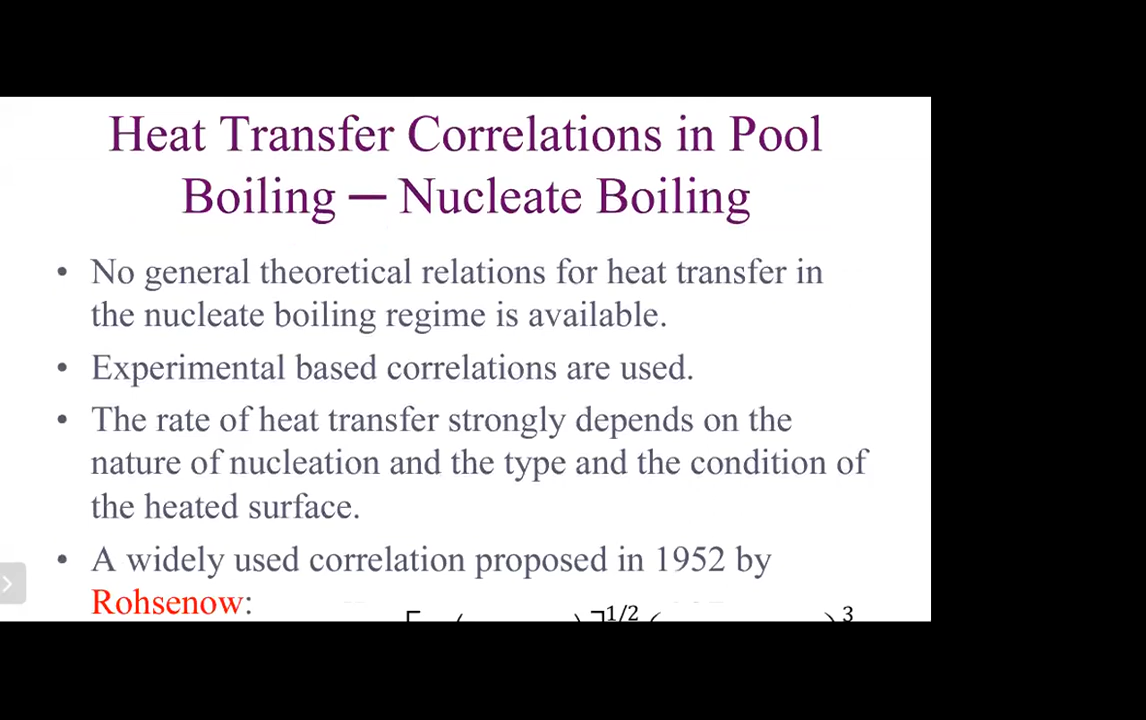 Heat Transfer Correlations in Pool
Boiling — Nucleate Boiling
• No general theoretical relations for heat transfer in
the nucleate boiling regime is available.
• Experimental based correlations are used.
• The rate of heat transfer strongly depends on the
nature of nucleation and the type and the condition of
the heated surface.
• A widely used correlation proposed in 1952 by
Rohsenow:
1/2 3